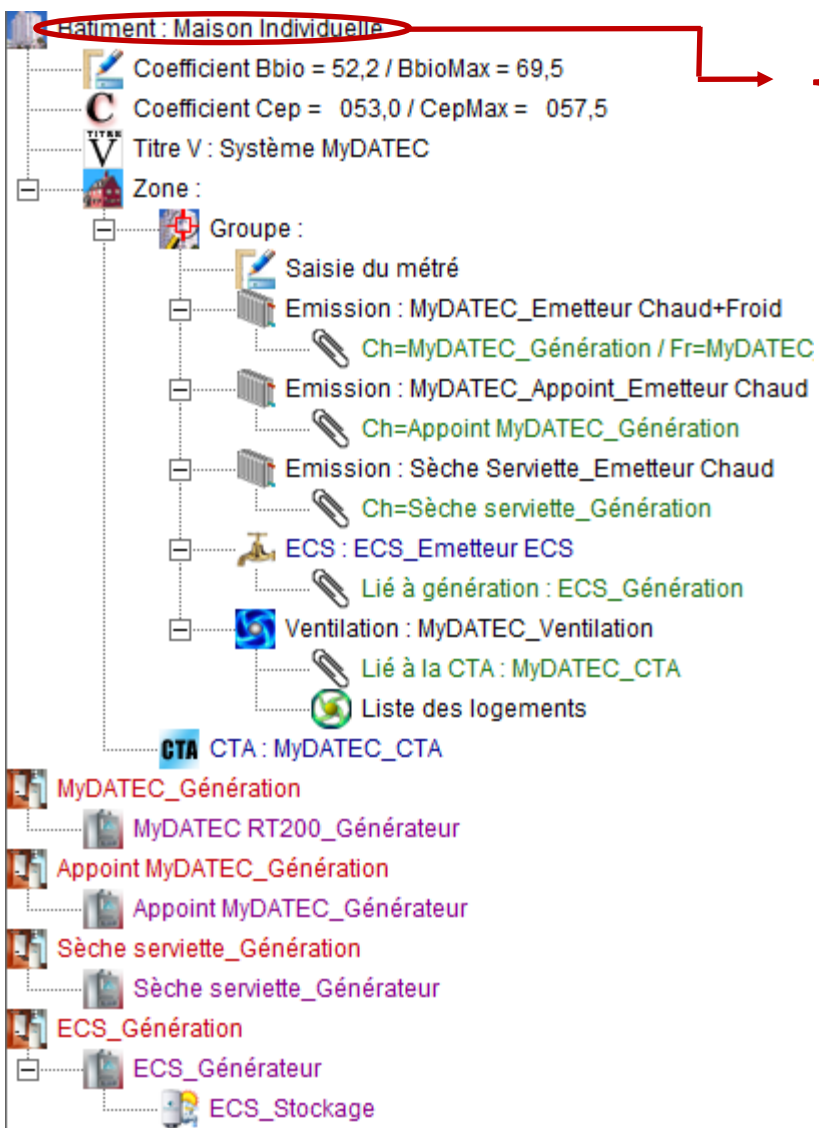 Batiment : Maison Individuelle
Coefficient Bbio = 52,2 / BbioMax = 69,5
C Coefficient Cep = 053,0 / CepMax = 057,5
TITRE V Titre V : Système MyDATEC
Zone :
Groupe :
Saisie du métré
Emission : MyDATEC_Emetteur Chaud+Froid
Ch=MyDATEC_Génération / Fr=MyDATEC
Emission : MyDATEC_Appoint_Emetteur Chaud
Ch=Appoint MyDATEC_Génération
Emission : Sèche Serviette_Emetteur Chaud
Ch=Sèche serviette_Génération
ECS : ECS_Emetteur ECS
Lié à génération : ECS_Génération
Ventilation : MyDATEC_Ventilation
Lié à la CTA : MyDATEC_CTA
Liste des logements
CTA CTA : MyDATEC_CTA
MyDATEC_Génération
MyDATEC RT200_Générateur
Appoint MyDATEC_Génération
Appoint MyDATEC_Générateur
Sèche serviette_Génération
Sèche serviette_Générateur
ECS_Génération
ECS_Générateur
ECS_Stockage